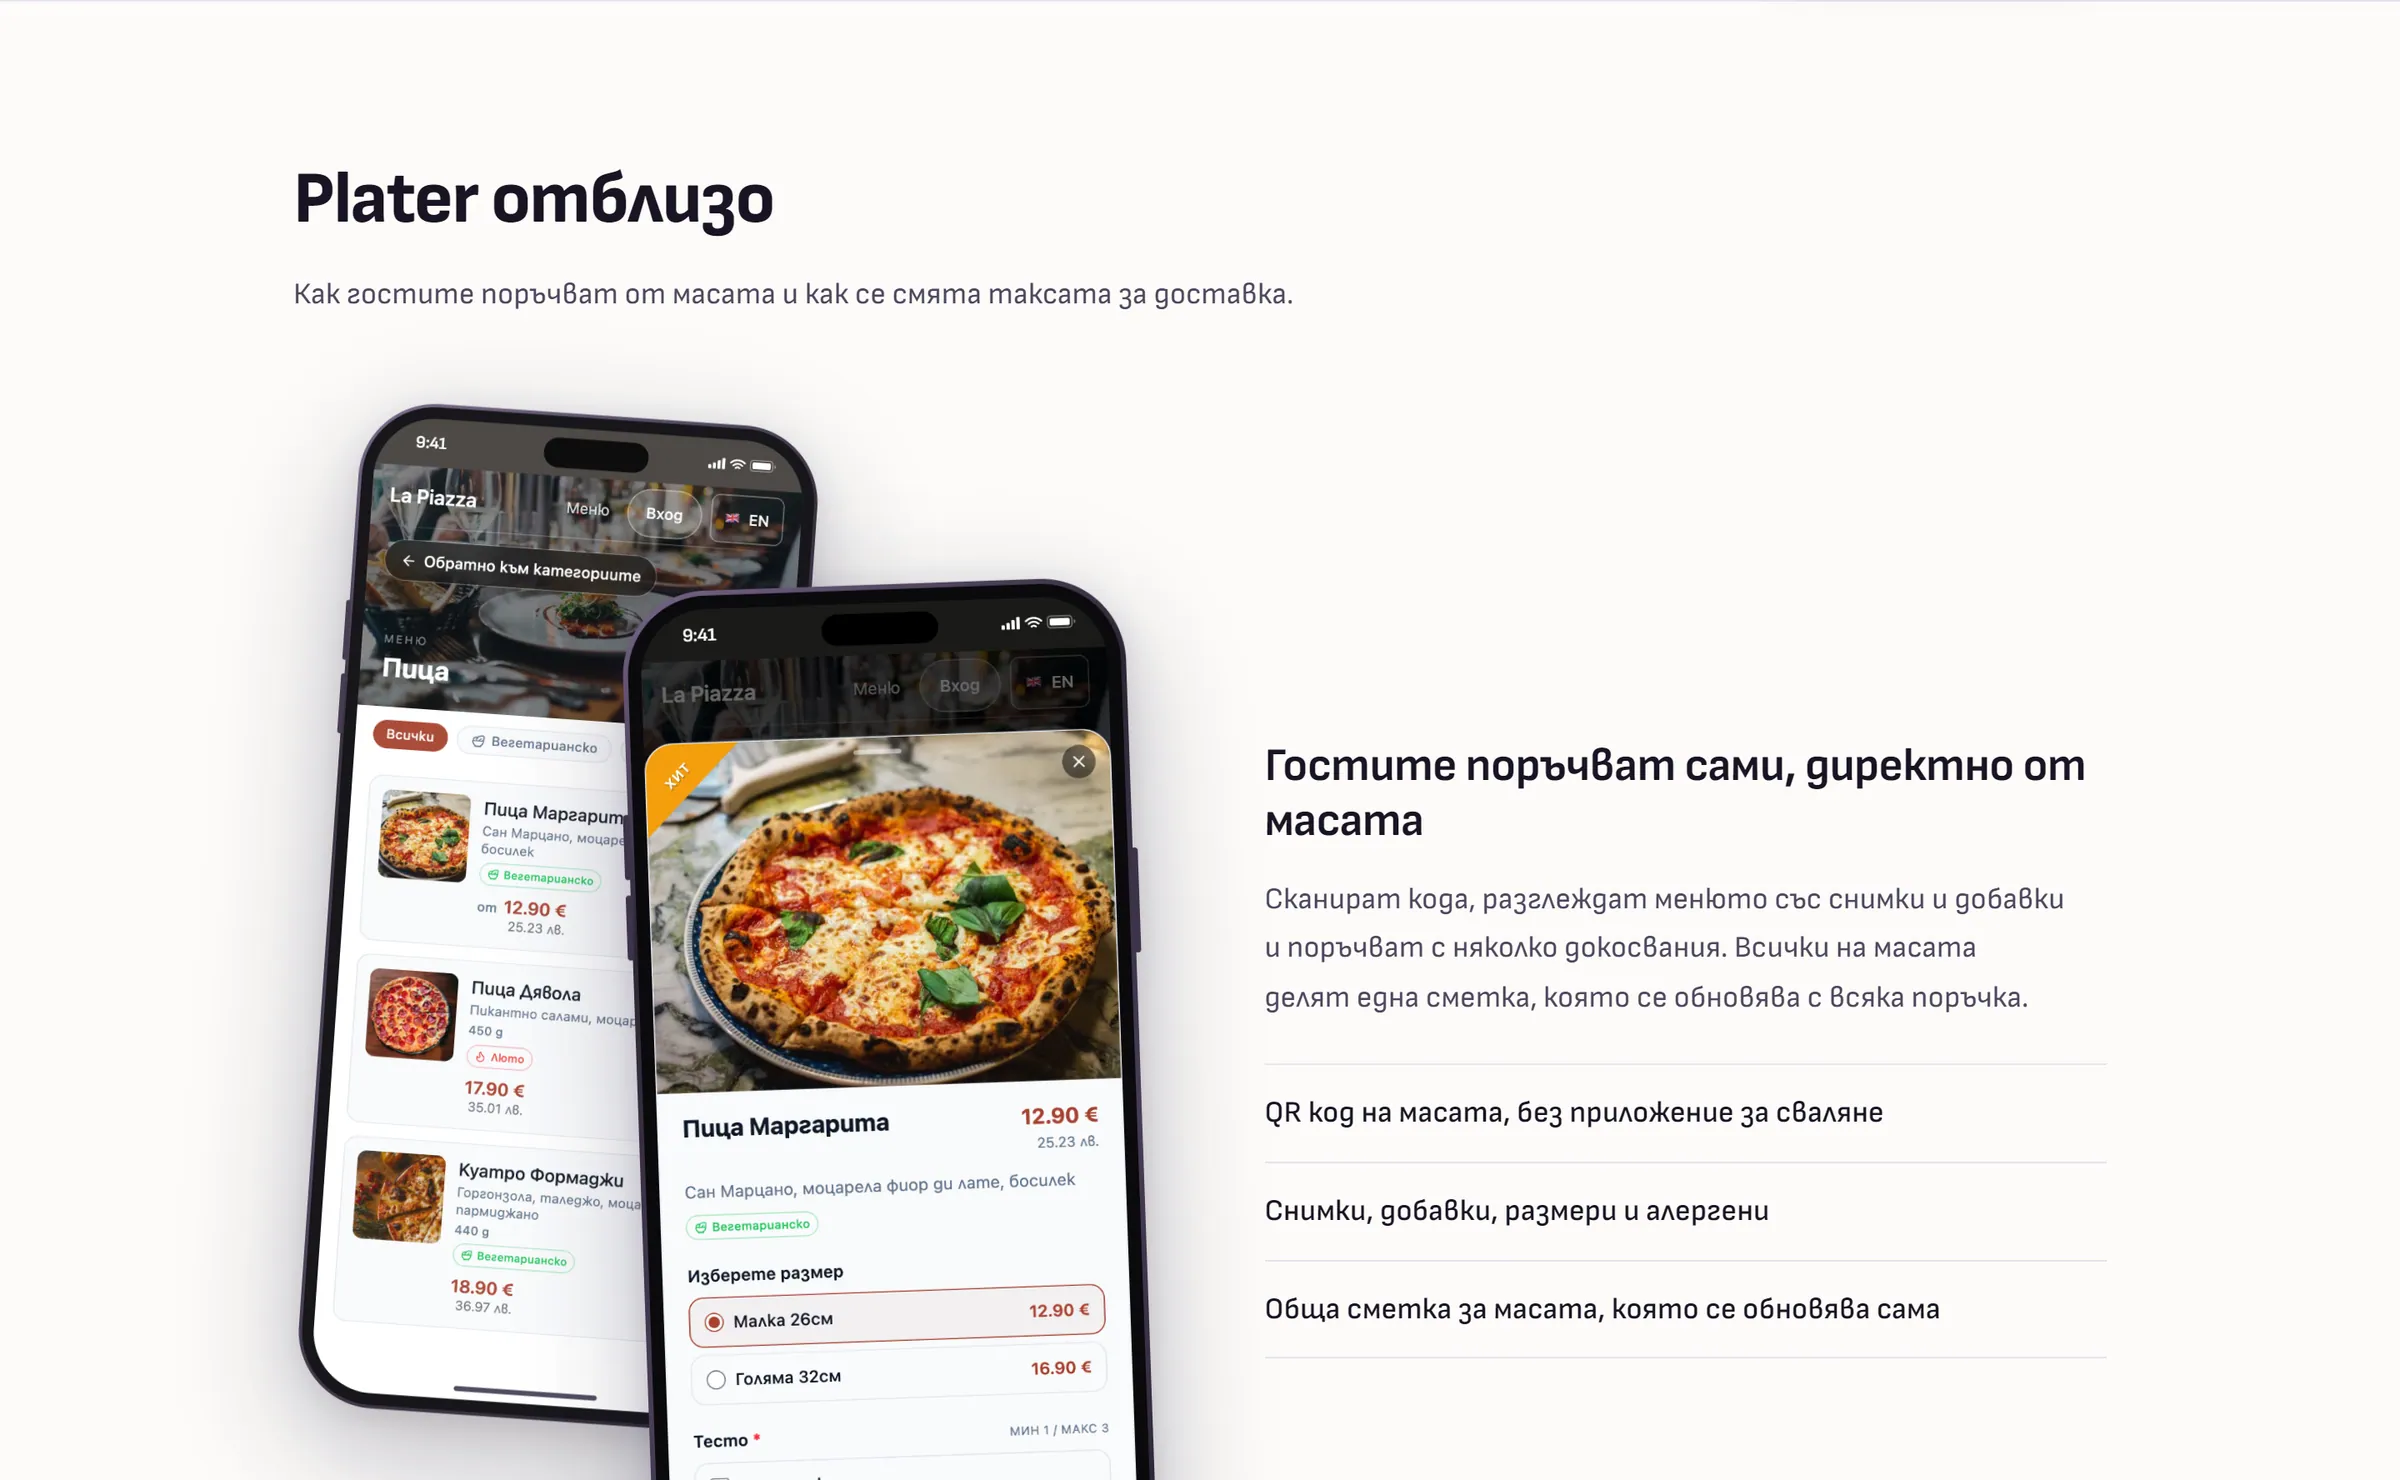 Plater отблизо
Как гостите поръчват от масата и как се смята таксата за доставка.
9:41
La Piazza
Меню
Вход
EN
← Обратно към категориите
МЕНЮ
Пица
Всички
Вегетарианско
Пица
Сан Марцано,
босилек
Вегетарианско
от 12.90 €
25.23 лв.
Пица Дявола
Пикантно салами,
450 g
Люто
17.90 €
35.01 лв.
Куатро Формаджи
Горгонзола, таледжо,
пармиджано
440 g
Вегетарианско
18.90 €
36.97 лв.
9:41
La Piazza
Меню
Вход
EN
ХИТ
Пица Маргарита
12.90 €
25.23 лв.
Сан Марцано, моцарела фиор ди лате, босилек
Вегетарианско
Изберете размер
Малка 26см
12.90 €
Голяма 32см
16.90 €
Тесто *
МИН 1 / МАКС 3
Гостите поръчват сами, директно от
масата
Сканират кода, разглеждат менюто със снимки и добавки
и поръчват с няколко докосвания. Всички на масата
делят една сметка, която се обновява с всяка поръчка.
QR код на масата, без приложение за сваляне
Снимки, добавки, размери и алергени
Обща сметка за масата, която се обновява сама